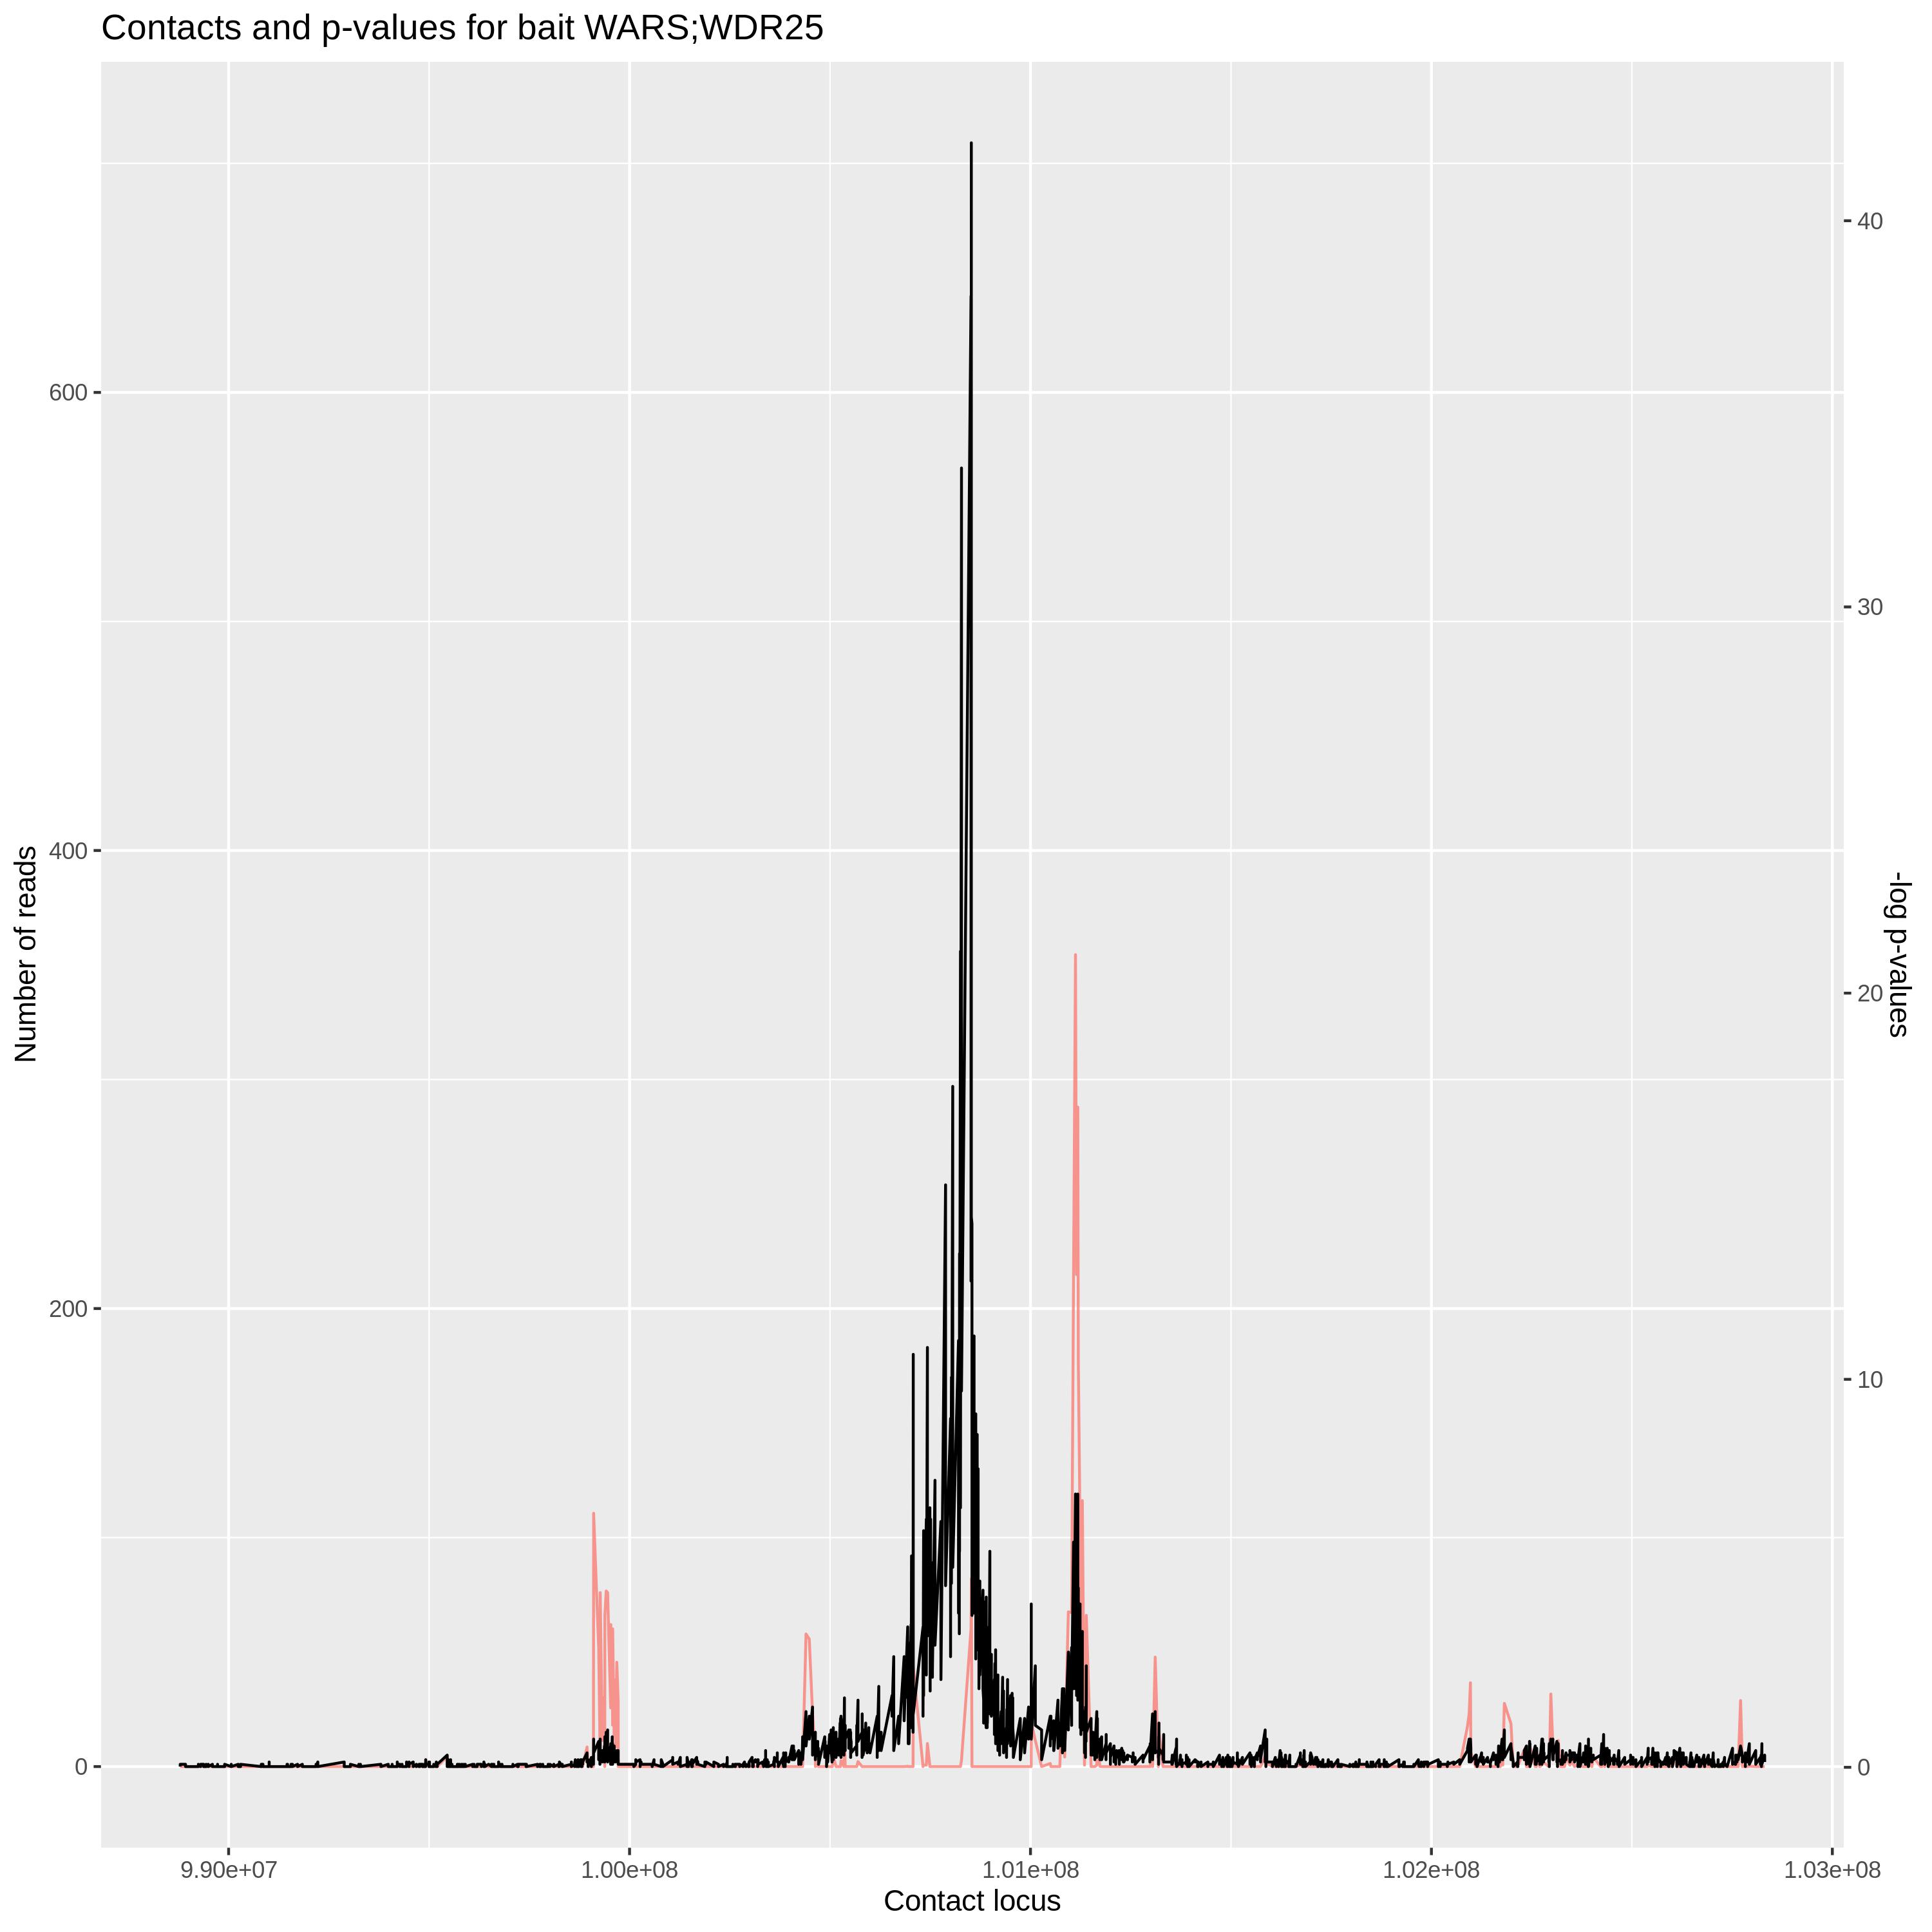 Contacts and p-values for bait WARS;WDR25
Number of reads
600
400
200
0
40
30
20
10
0
-log p-values
9.90e+07 1.00e+08 1.01e+08 1.02e+08 1.03e+08
Contact locus